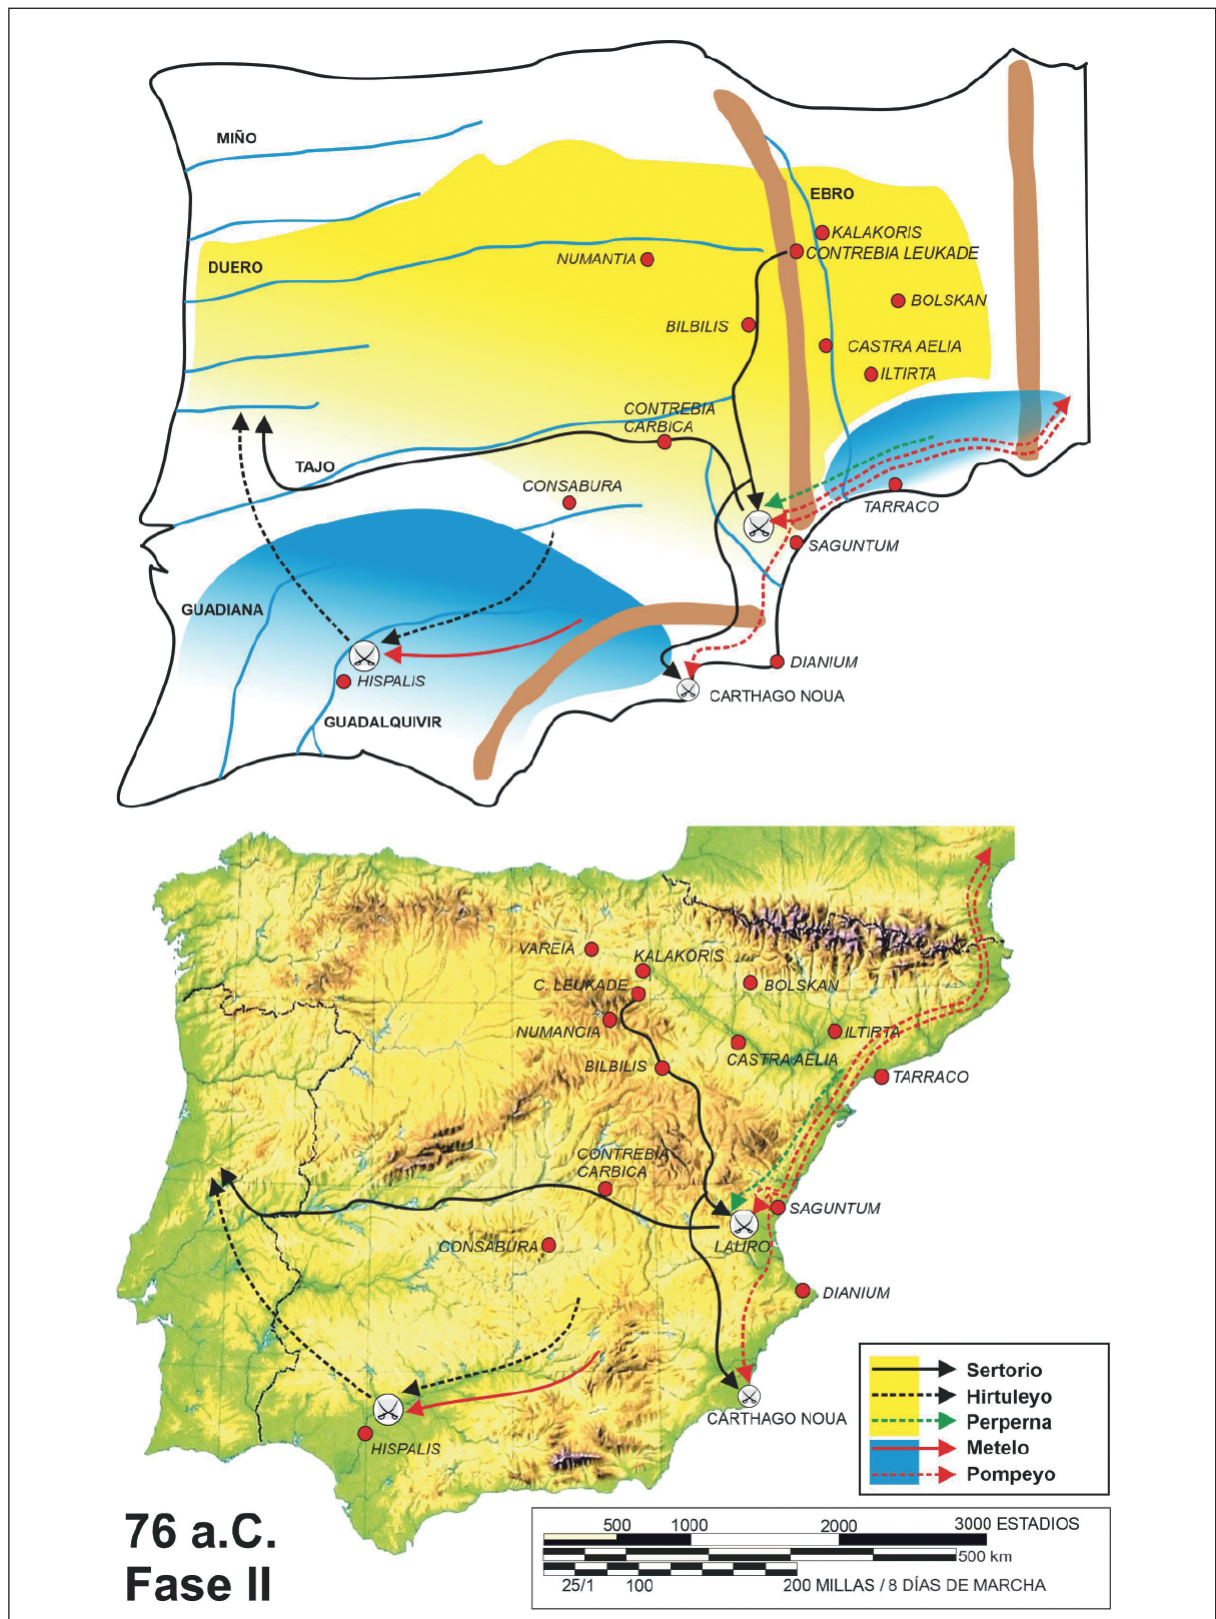 MIÑO
EBRO
KALAKORIS
CONTREBIA LEUKADE
DUERO
NUMANTIA
BOLSKAN
BILBILIS
CASTRA AELIA
ILTIRTA
CONTREBIA
CARBICA
TAJO
CONSABURA
TARRACO
SAGUNTUM
GUADIANA
DIANIUM
HISPALIS
CARTHAGO NOUA
GUADALQUIVIR
VAREIA
KALAKORIS
C. LEUKADE
BOLSKAN
NUMANCIA
ILTIRTA
CASTRA AELIA
BILBILIS
TARRACO
CONTREBIA
CARBICA
SAGUNTUM
CONSABURA
LAURO
DIANIUM
CARTHAGO NOUA
HISPALIS
Sertorio
Hirtuleyo
Perperna
Metelo
Pompeyo
76 a.C.
Fase II
500 1000 2000 3000 ESTADIOS
500 km
25/1 100 200 MILLAS / 8 DÍAS DE MARCHA